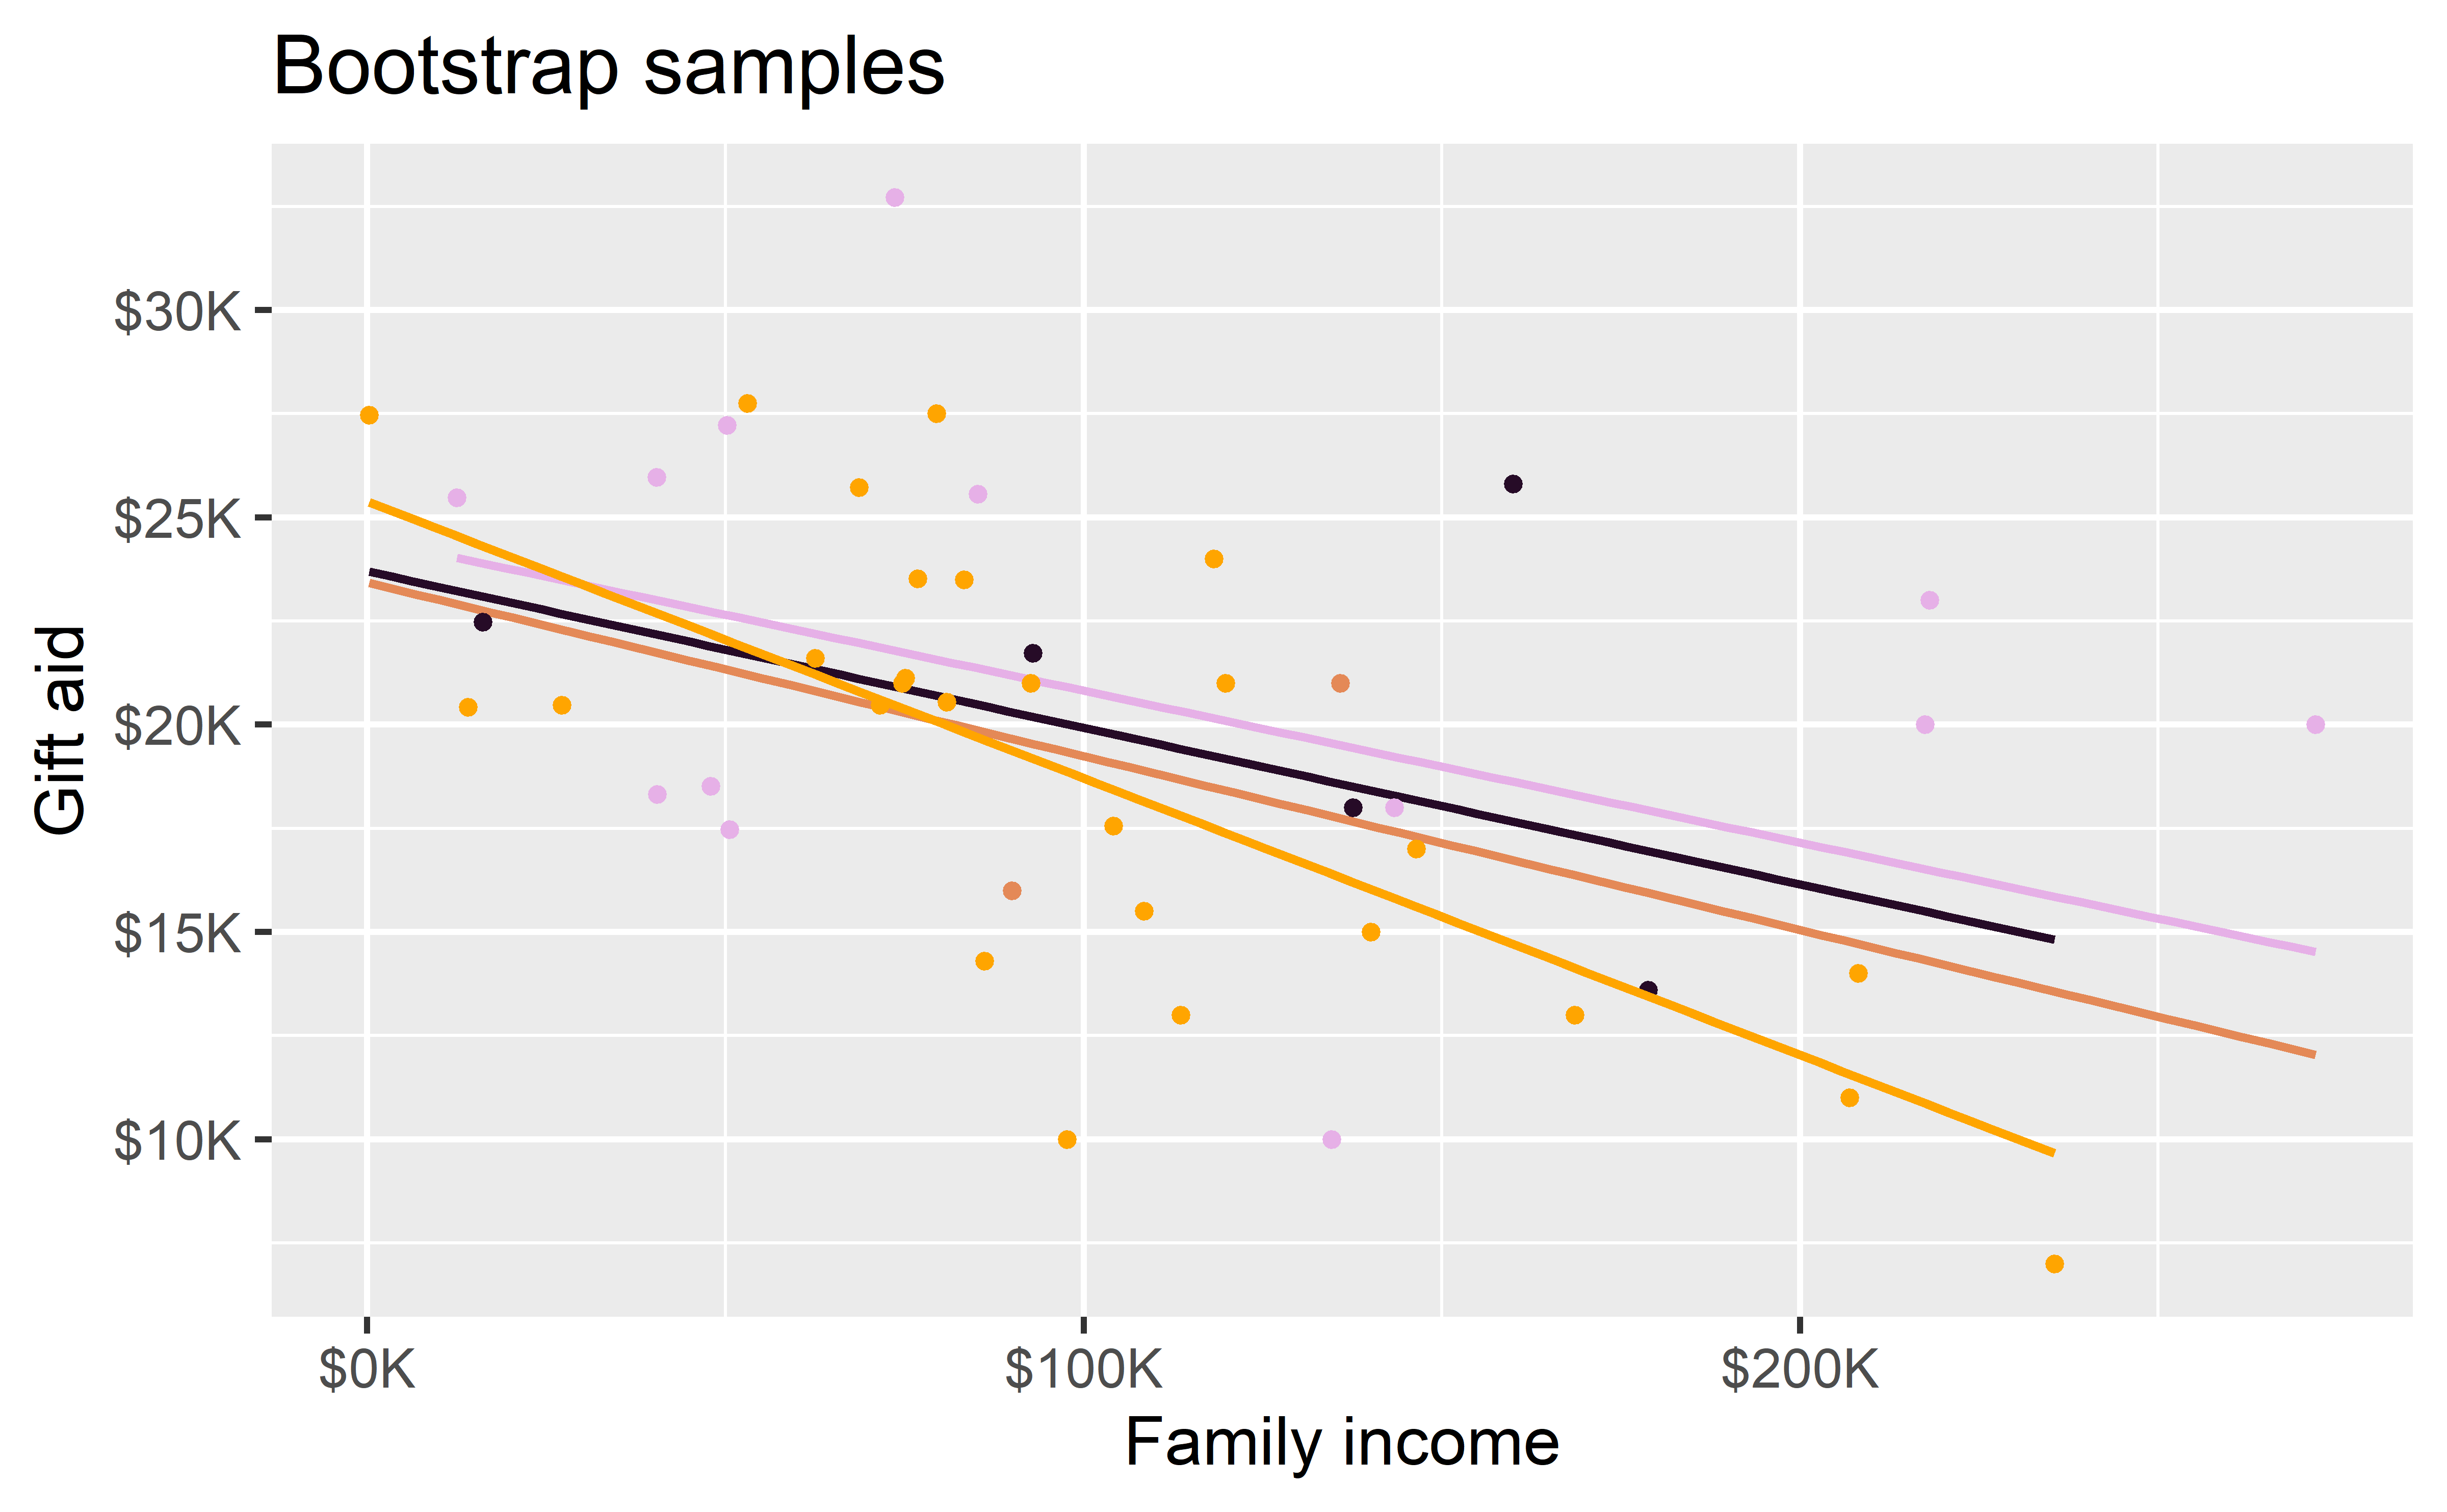 Bootstrap samples
Gift aid
$30K
$25K
$20K
$15K
$10K
$0K $100K $200K
Family income